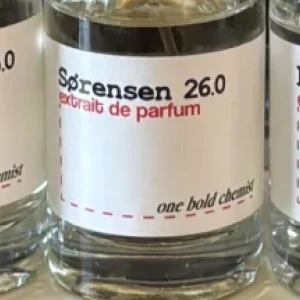 Sørensen 26.0
extrait de parfum
one bold chemist